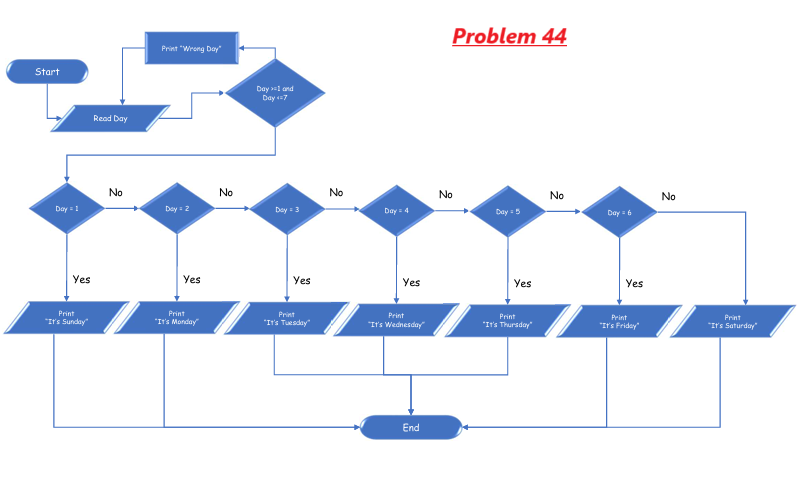 Problem 44
Print “Wrong Day”
Start
Day >=1 and
Day <=7
Read Day
No
No
No
No
No
No
Day = 1
Day = 2
Day = 3
Day = 4
Day = 5
Day = 6
Yes
Yes
Yes
Yes
Yes
Yes
Print
“It’s Sunday”
Print
“It’s Monday”
Print
“It’s Tuesday”
Print
“It’s Wednesday”
Print
“It’s Thursday”
Print
“It’s Friday”
Print
“It’s Saturday”
End